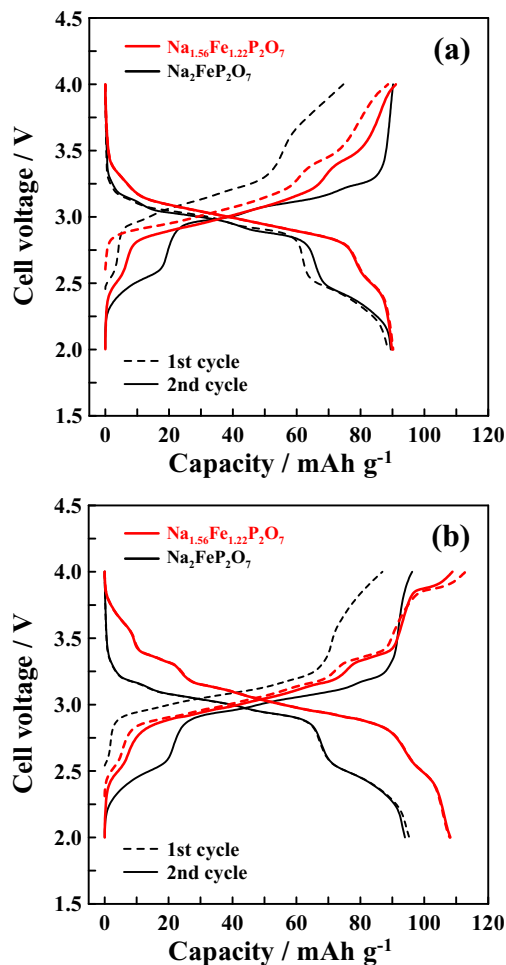 (a)
Na₁.₅₆Fe₁.₂₂P₂O₇
Na₂FeP₂O₇
4.0
3.5
3.0
2.5
2.0
1.5
Cell voltage / V
1st cycle
2nd cycle
0 20 40 60 80 100 120
Capacity / mAh g⁻¹
(b)
Na₁.₅₆Fe₁.₂₂P₂O₇
Na₂FeP₂O₇
4.5
4.0
3.5
3.0
2.5
2.0
1.5
Cell voltage / V
1st cycle
2nd cycle
0 20 40 60 80 100 120
Capacity / mAh g⁻¹